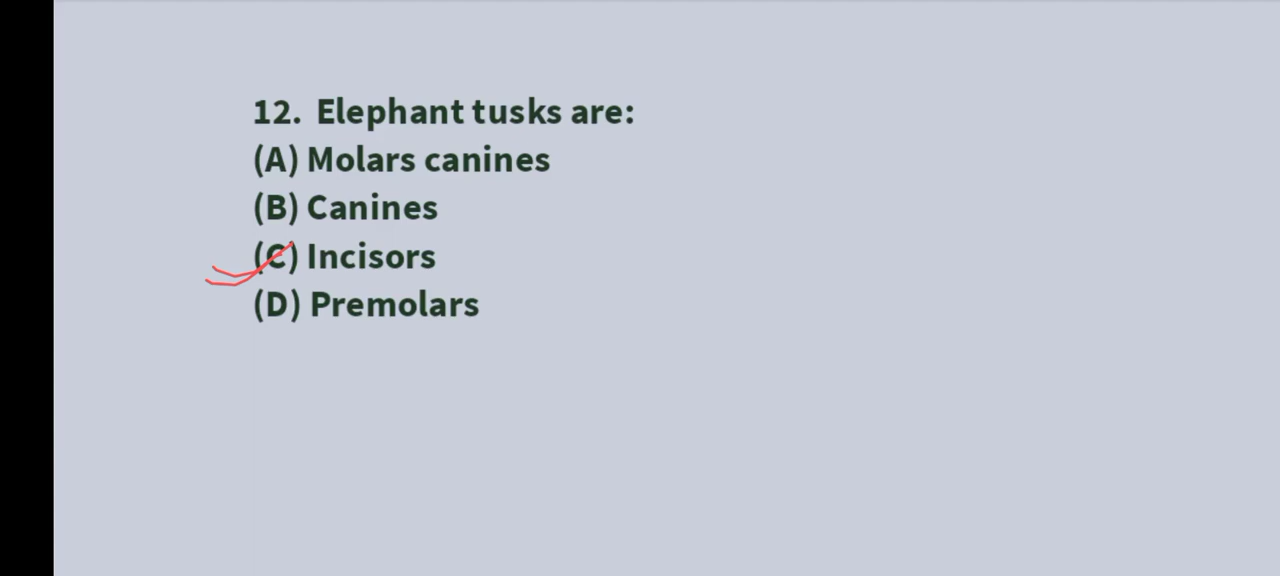 12. Elephant tusks are:
(A) Molars canines
(B) Canines
(C) Incisors
(D) Premolars